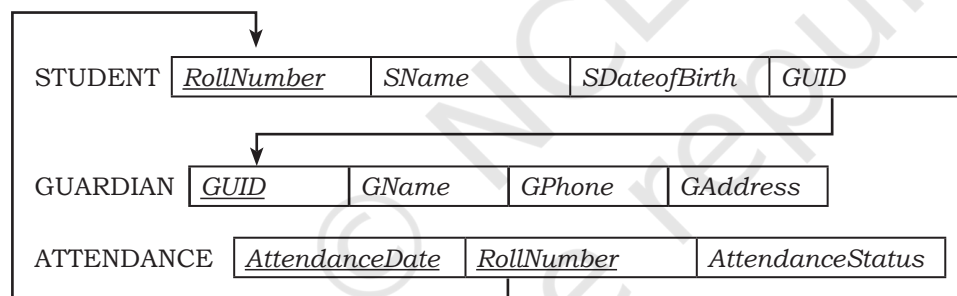 STUDENT RollNumber SName SDateofBirth GUID
GUARDIAN GUID GName GPhone GAddress
ATTENDANCE AttendanceDate RollNumber AttendanceStatus